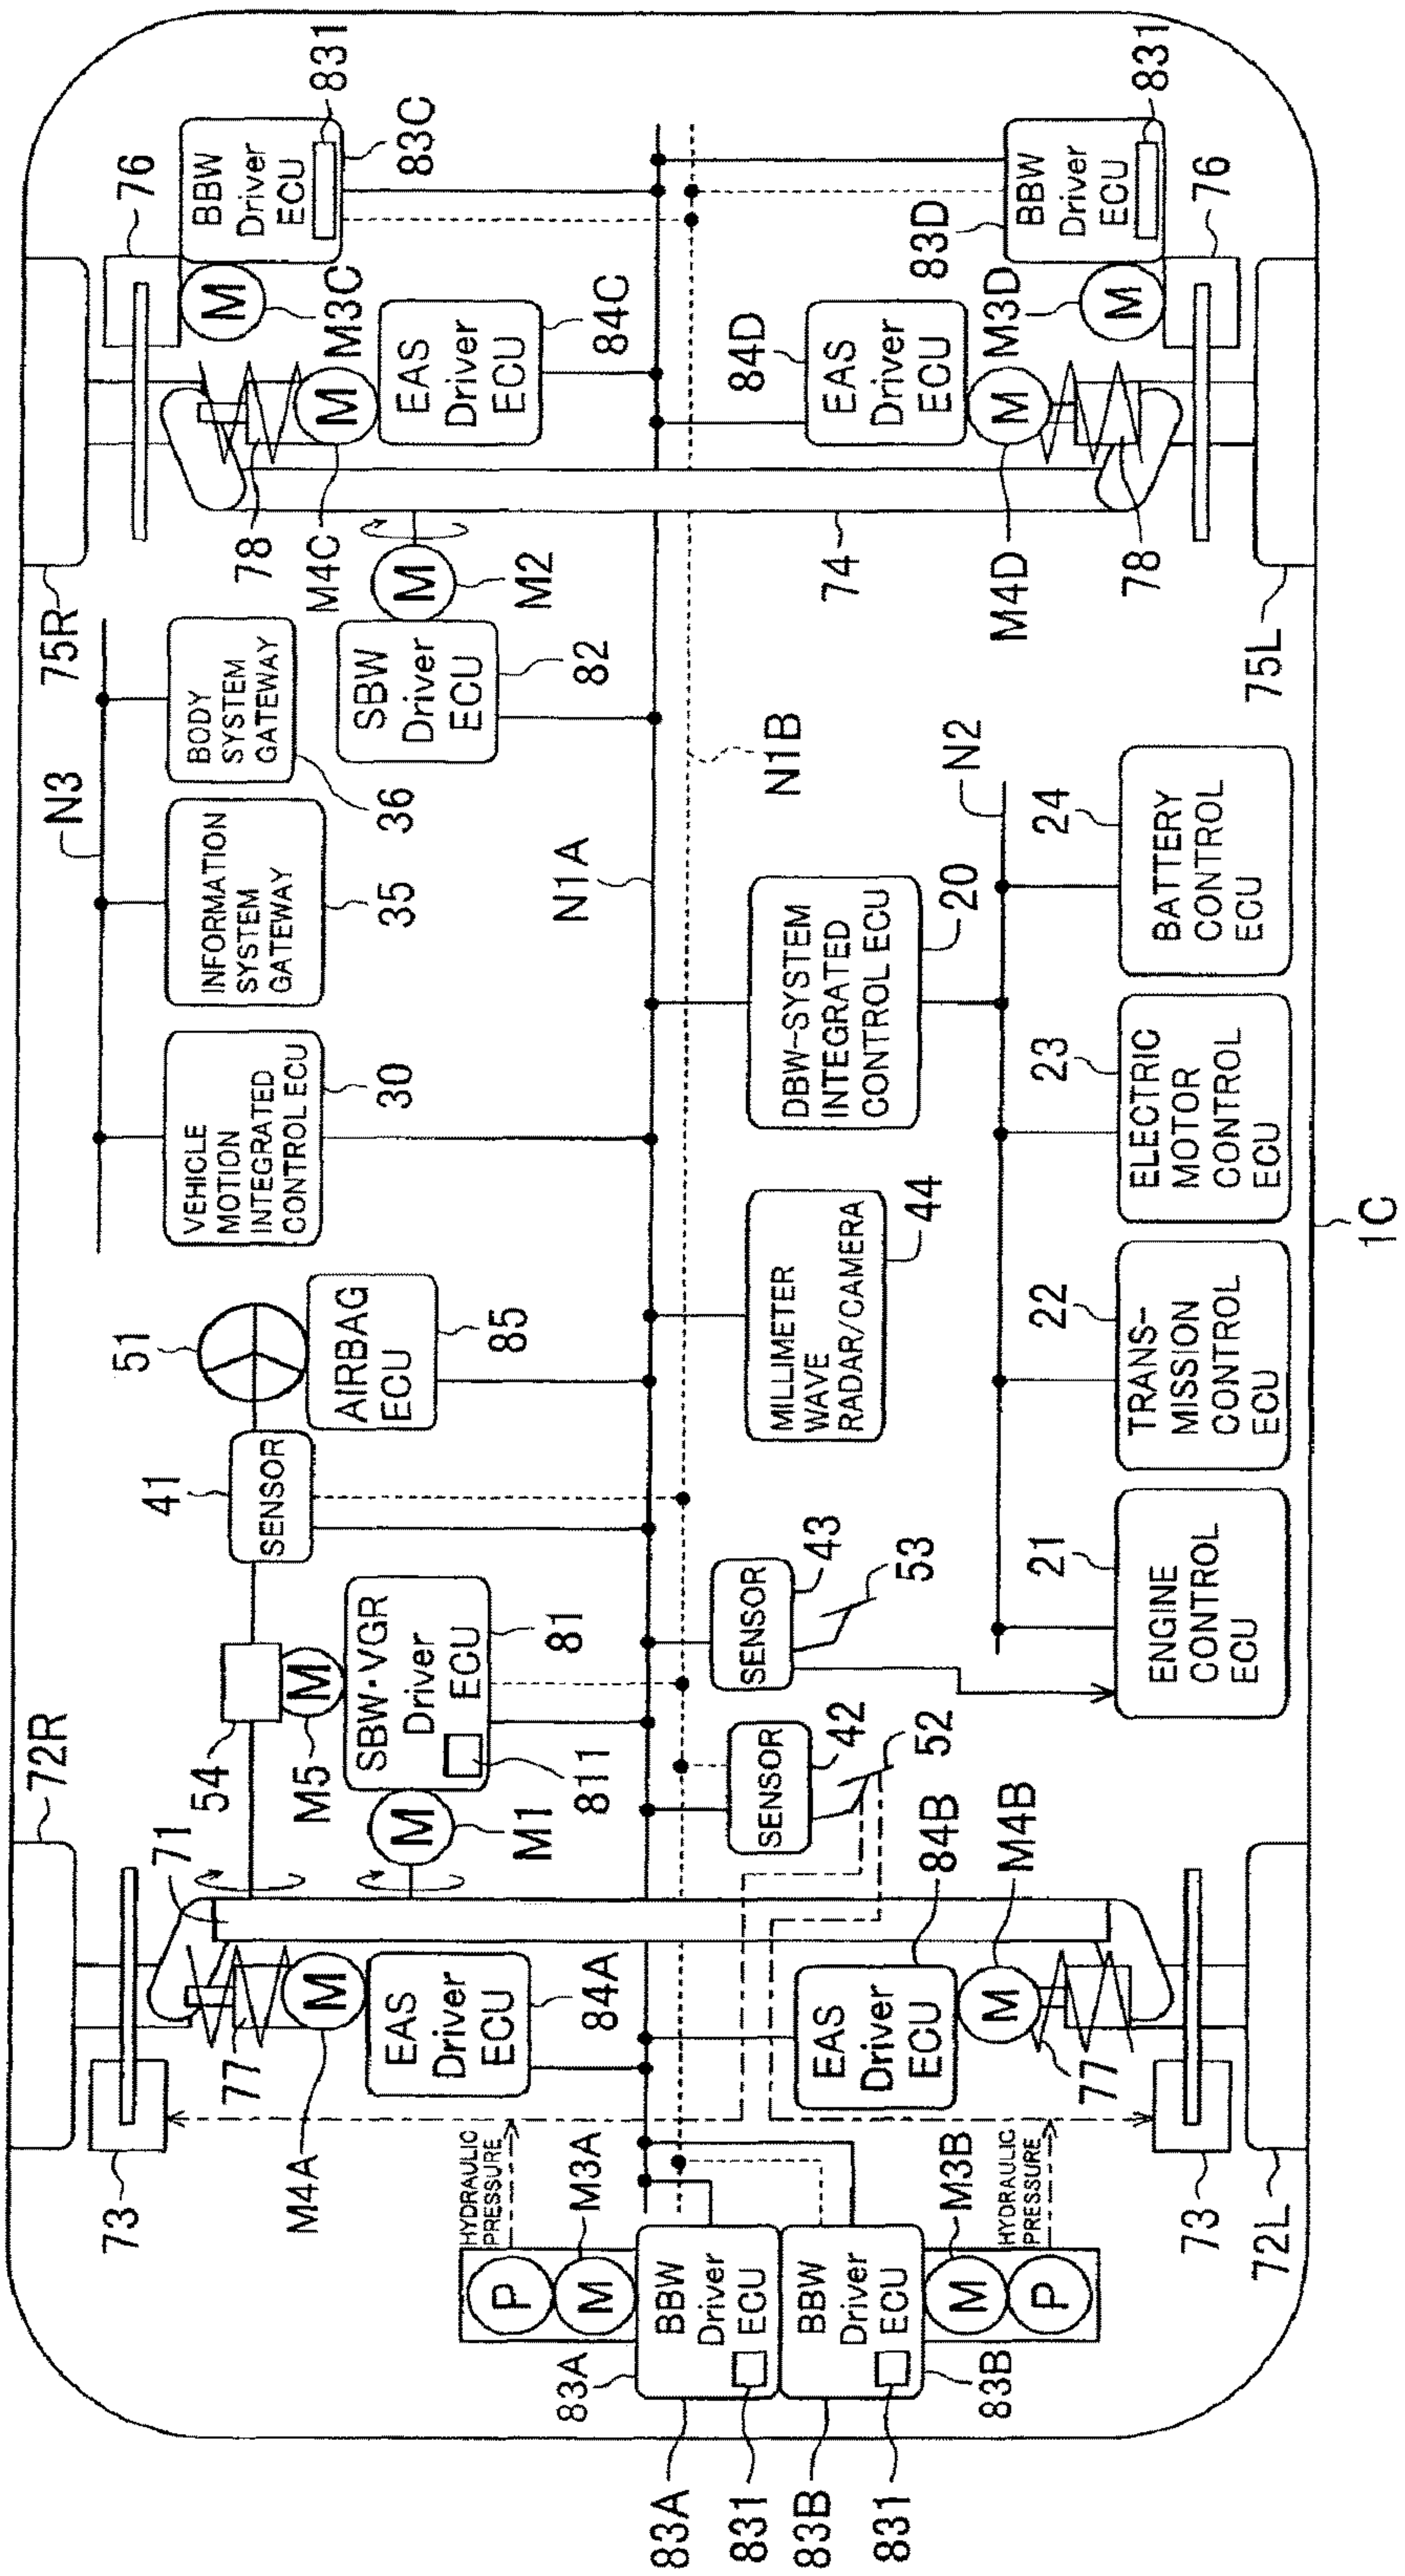 72R
N3
75R
73
77
M4A
71
54
M5
41
SENSOR
51
VEHICLE
MOTION
INTEGRATED
CONTROL ECU
30
INFORMATION
SYSTEM
GATEWAY
35
BODY
SYSTEM
GATEWAY
36
78
M4C
76
BBW
Driver
ECU
831
83C
M
M3C
M
EAS
Driver
ECU
84C
M
M2
SBW
Driver
ECU
82
AIRBAG
ECU
85
M
SBW·VGR
Driver
ECU
81
811
M
M1
M
EAS
Driver
ECU
84A
HYDRAULIC
PRESSURE
P
M
M3A
83A
BBW
Driver
ECU
83A
831
N1A
N1B
74
BBW
Driver
ECU
83B
831
83B
M
P
M3B
HYDRAULIC
PRESSURE
EAS
Driver
ECU
84B
M
M4B
77
73
72L
SENSOR
42
52
SENSOR
43
53
MILLIMETER
WAVE
RADAR/CAMERA
44
DBW-SYSTEM
INTEGRATED
CONTROL ECU
20
N2
EAS
Driver
ECU
84D
M
M4D
78
BBW
Driver
ECU
831
83D
M
M3D
76
75L
21
ENGINE
CONTROL
ECU
22
TRANS-
MISSION
CONTROL
ECU
23
ELECTRIC
MOTOR
CONTROL
ECU
24
BATTERY
CONTROL
ECU
1C